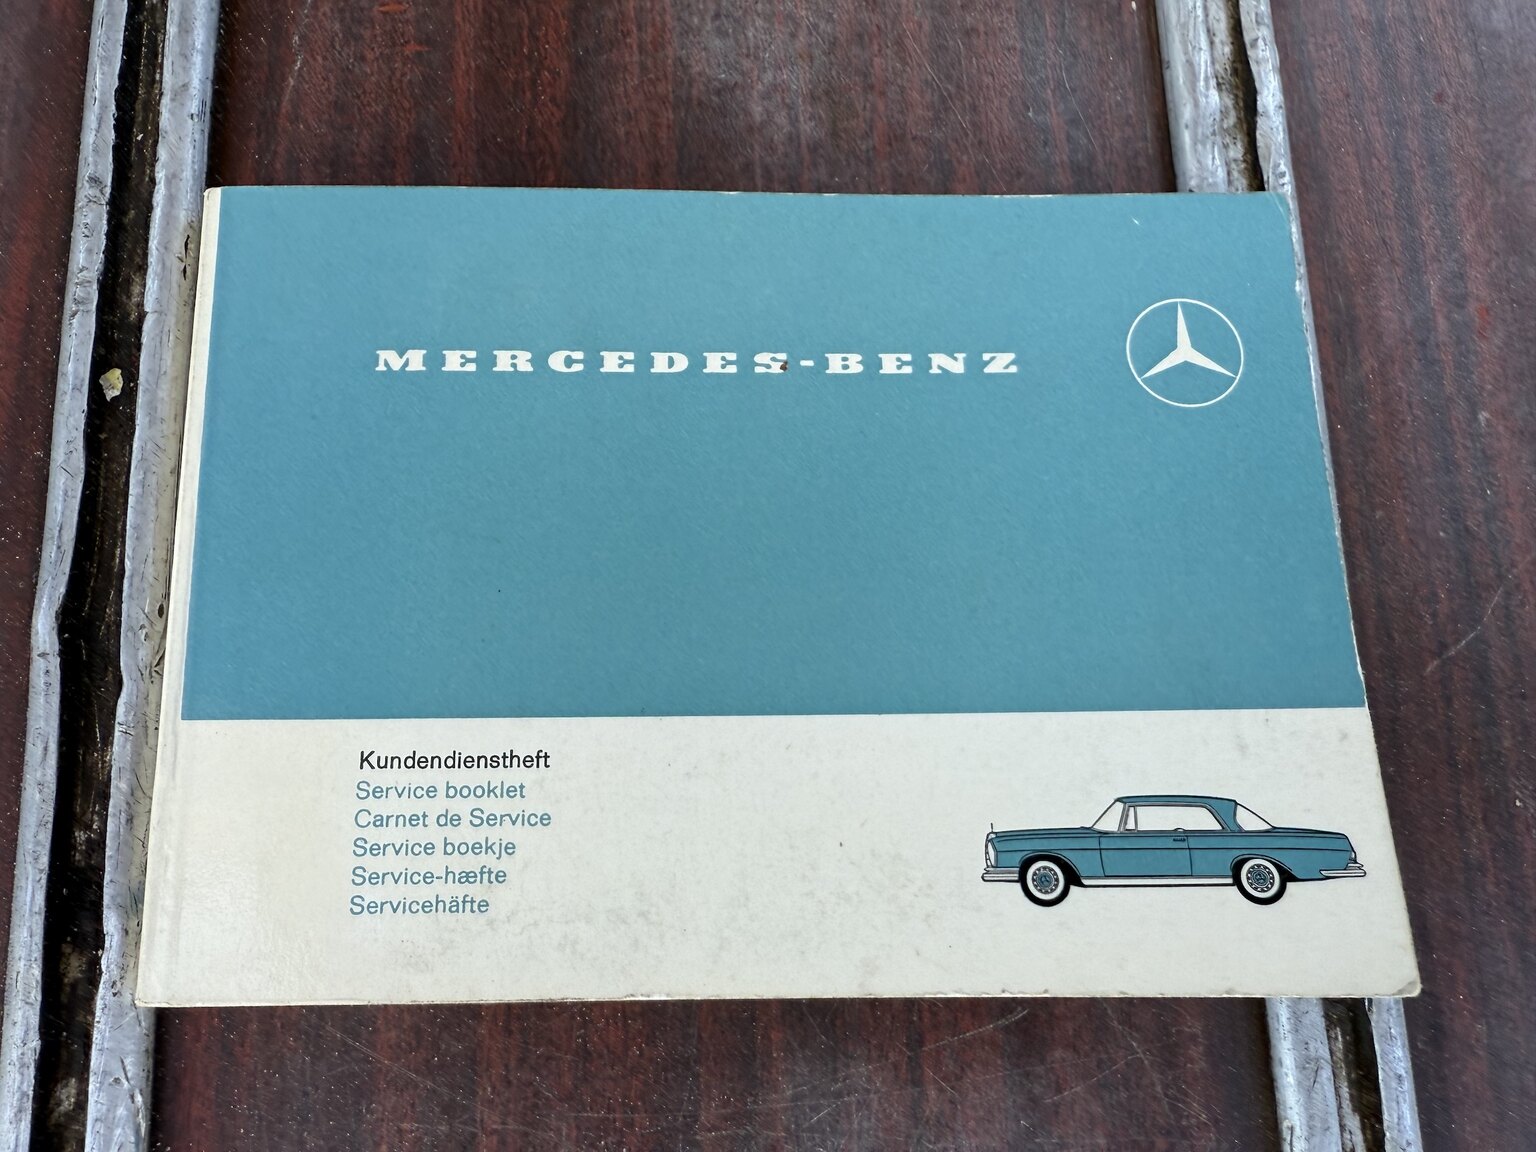 MERCEDES-BENZ
Kundendienstheft
Service booklet
Carnet de Service
Service boekje
Service-hæfte
Servicehäfte